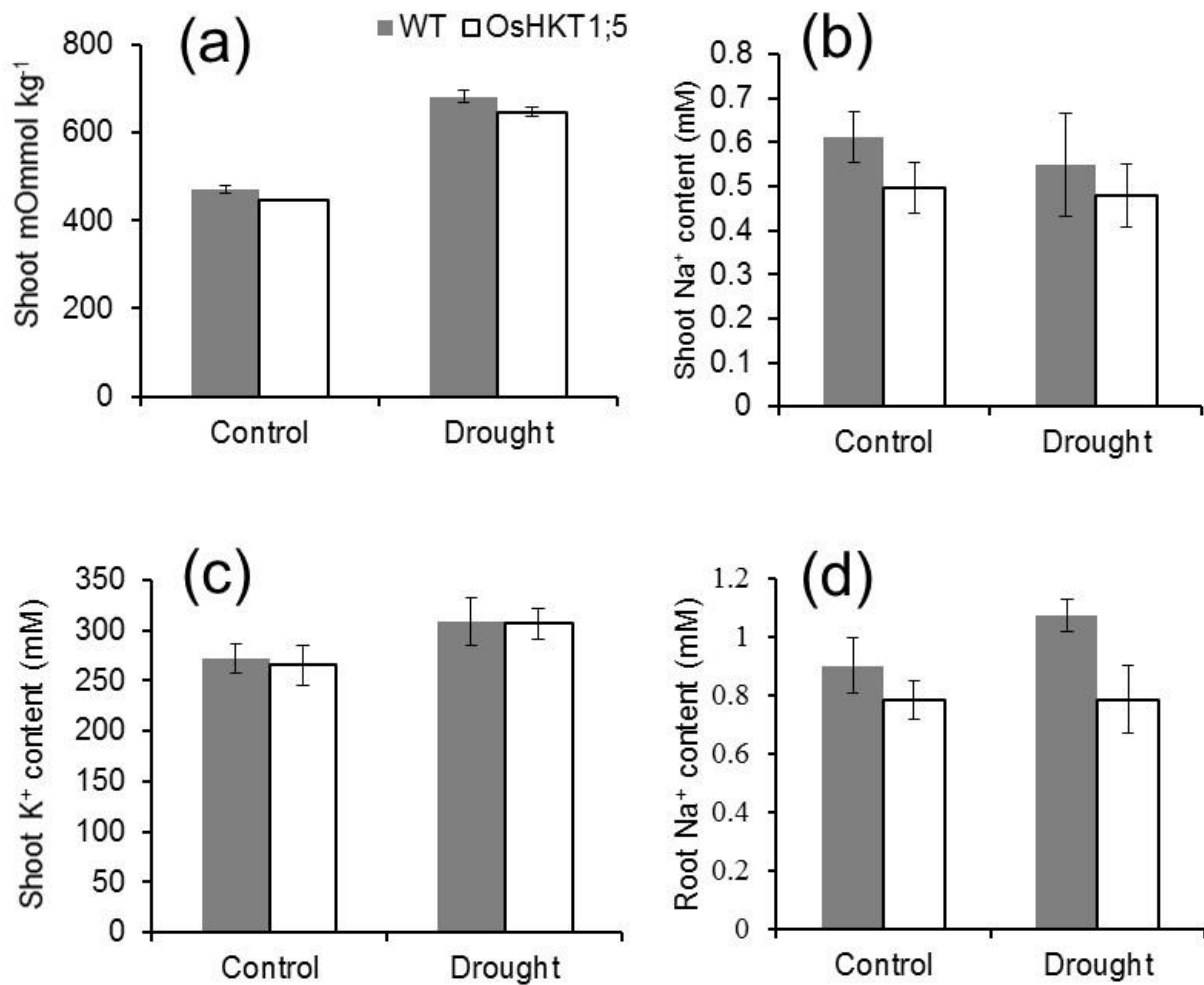 (a)
WT OsHKT1;5
Shoot mOmmol kg⁻¹
800
600
400
200
0
Control Drought
(b)
Shoot Na⁺ content (mM)
0.8
0.7
0.6
0.5
0.4
0.3
0.2
0.1
0
Control Drought
(c)
Shoot K⁺ content (mM)
350
300
250
200
150
100
50
0
Control Drought
(d)
Root Na⁺ content (mM)
1.2
1
0.8
0.6
0.4
0.2
0
Control Drought